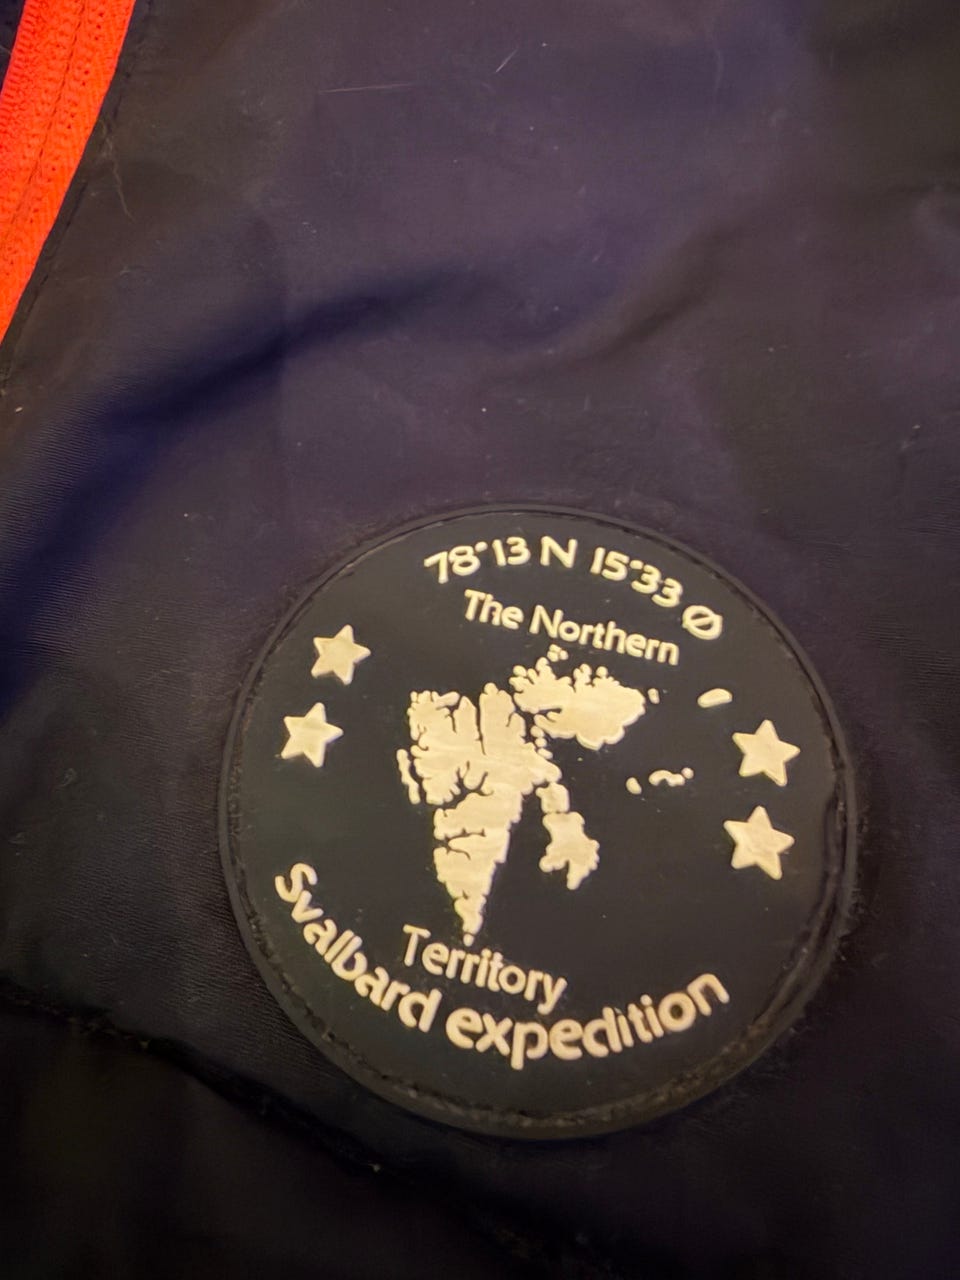 78°13 N 15°33 Ø
The Northern
Territory
Svalbard expedition